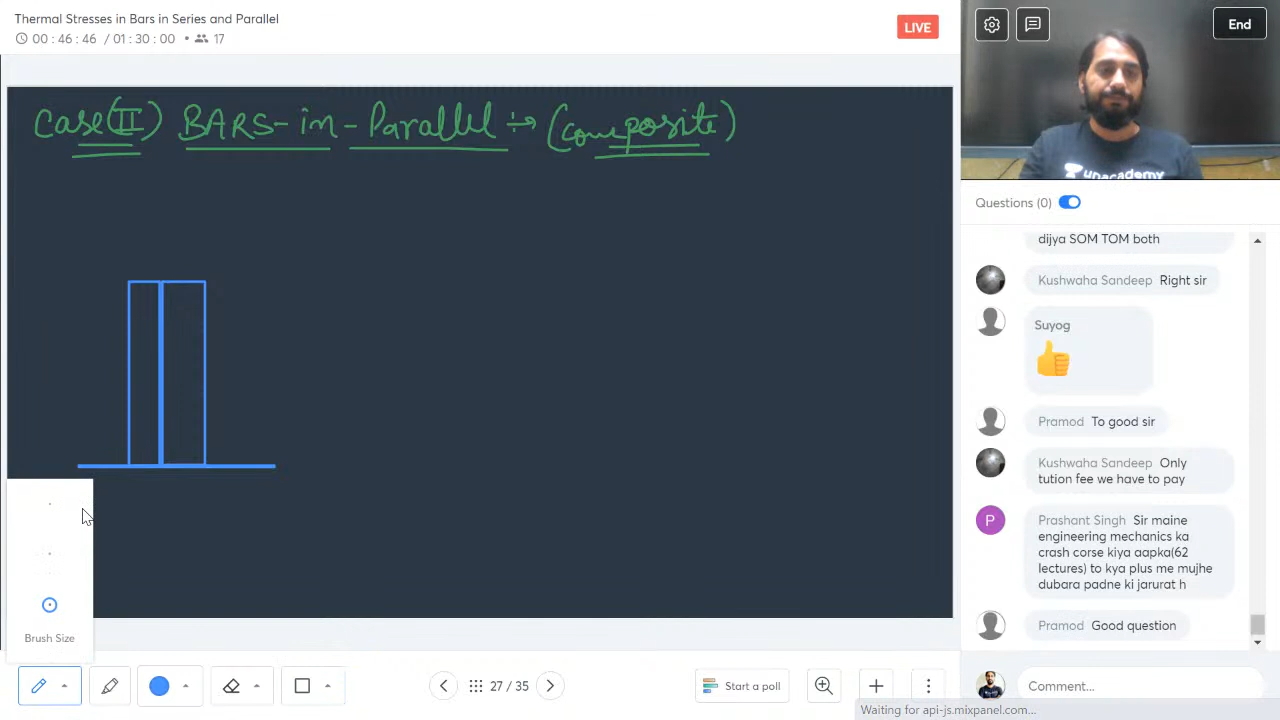 Thermal Stresses in Bars in Series and Parallel
00 : 46 : 46 / 01 : 30 : 00 • 17
LIVE
End
unacademy
Case(II) BARS-in-Parallel :→ (composite)
Questions (0)
dijya SOM TOM both
Kushwaha Sandeep Right sir
Suyog
Pramod To good sir
Kushwaha Sandeep Only
tution fee we have to pay
P
Prashant Singh Sir maine
engineering mechanics ka
crash corse kiya aapka(62
lectures) to kya plus me mujhe
dubara padne ki jarurat h
Pramod Good question
Brush Size
27 / 35
Start a poll
Comment...
Waiting for api-js.mixpanel.com...